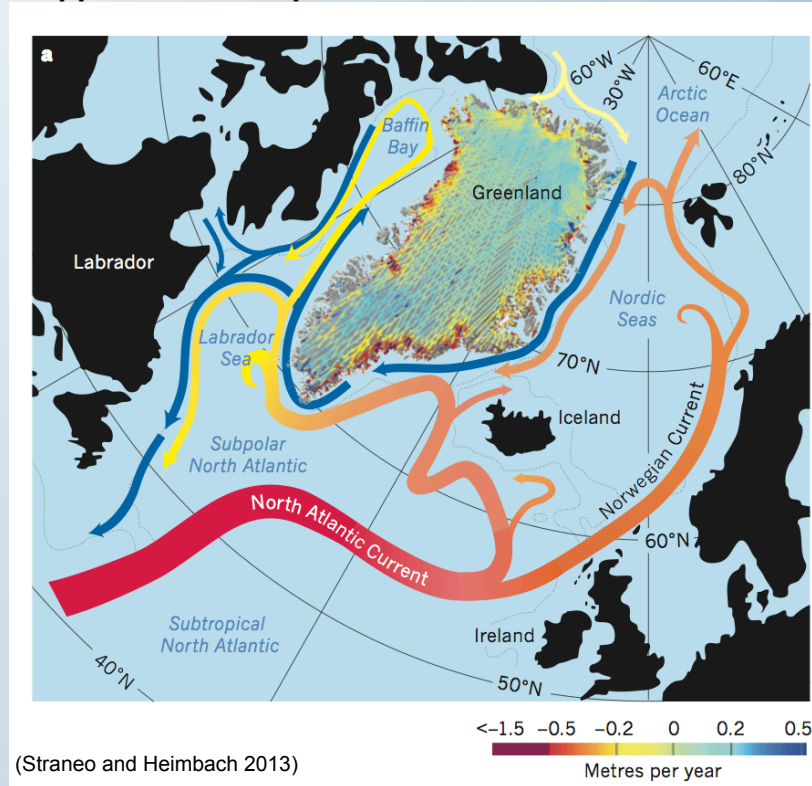 a
60°W
30°W
60°E
Arctic
Ocean
80°N
Baffin
Bay
Greenland
Labrador
Nordic
Seas
Labrador
Sea
70°N
Iceland
Subpolar
North Atlantic
Norwegian Current
North Atlantic Current
60°N
Subtropical
North Atlantic
Ireland
40°N
50°N
<–1.5 –0.5 –0.2 0 0.2 0.5
Metres per year
(Straneo and Heimbach 2013)